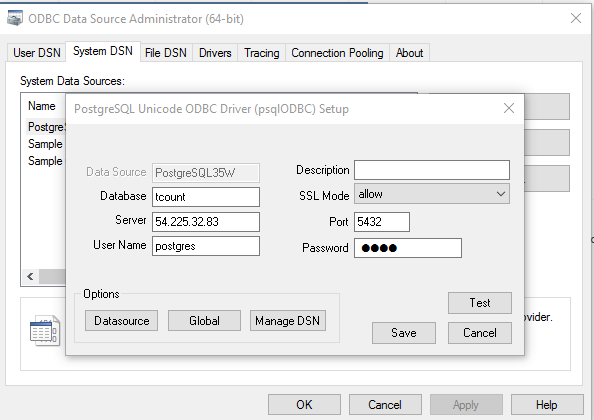 ODBC Data Source Administrator (64-bit)
User DSN System DSN File DSN Drivers Tracing Connection Pooling About
System Data Sources:
Name
PostgreS
Sample
Sample
PostgreSQL Unicode ODBC Driver (psqlODBC) Setup
Data Source PostgreSQL35W Description
Database tcount SSL Mode allow
Server 54.225.32.83 Port 5432
User Name postgres Password ●●●●
Options
Datasource Global Manage DSN
Test
Save Cancel
ovider.
OK Cancel Apply Help